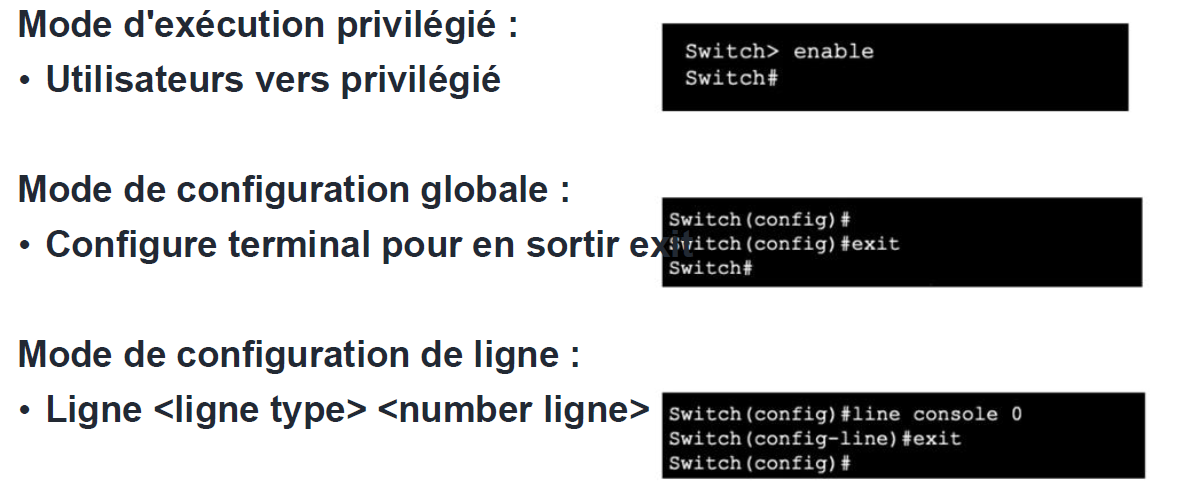 Mode d'exécution privilégié :
• Utilisateurs vers privilégié
Switch> enable
Switch#
Mode de configuration globale :
• Configure terminal pour en sortir exit
Switch(config)#
Switch(config)#exit
Switch#
Mode de configuration de ligne :
• Ligne <ligne type> <number ligne>
Switch(config)#line console 0
Switch(config-line)#exit
Switch(config)#